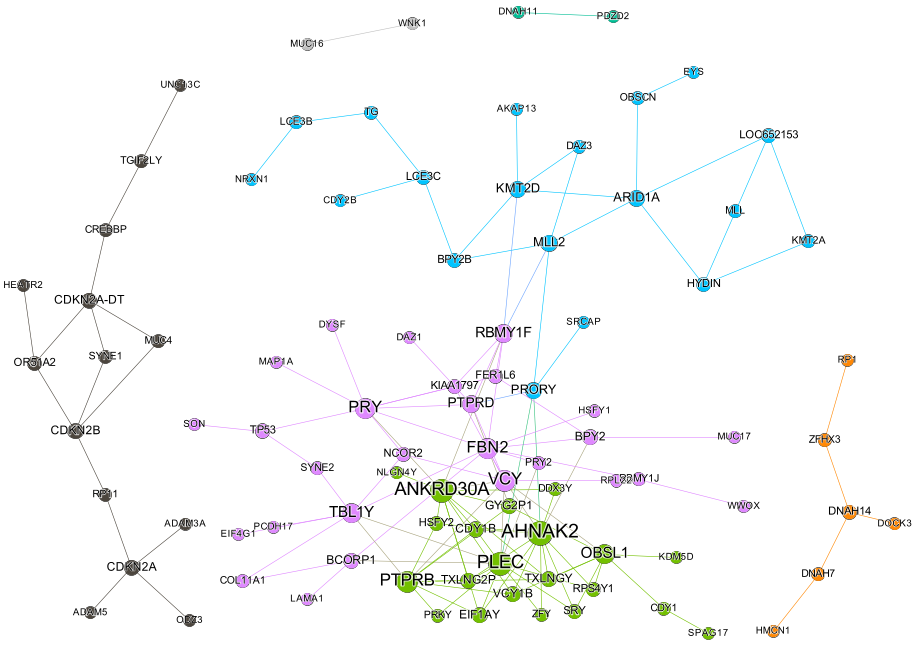 DNAH11
PDZD2
WNK1
MUC16
EYS
UNC13C
OBSCN
AKAP13
TG
LCE3B
LOC652153
DAZ3
TGIF2LY
LCE3C
NRXN1
KMT2D
ARID1A
CDY2B
MLL
CREBBP
KMT2A
MLL2
BPY2B
HYDIN
HEATR2
CDKN2A-DT
DYSF
SRCAP
RBMY1F
DAZ1
MUC4
SYNE1
OR51A2
MAP1A
RP1
FER1L6
KIAA1797
PRORY
PTPRD
PRY
HSFY1
SON
TP53
CDKN2B
BPY2
MUC17
ZFHX3
FBN2
NCOR2
PRY2
SYNE2
NLGN4Y
VCY
RBMY1J
ANKRD30A
DDX3Y
RP11
GYG2P1
WWOX
TBL1Y
DNAH14
DOCK3
ADAM3A
PCDH17
HSFY2
CDY1B
AHNAK2
EIF4G1
OBSL1
KDM5D
BCORP1
PLEC
CDKN2A
DNAH7
COL11A1
PTPRB
TXLNG2P
TXLNGY
RPS4Y1
VCY1B
LAMA1
CDY1
ADAM5
PRKY
EIF1AY
ZFY
SRY
SPAG17
HMCN1